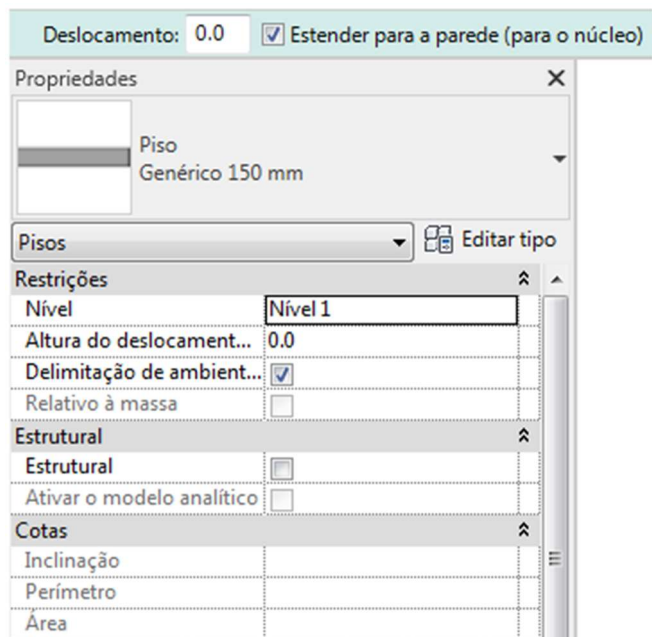 Deslocamento: 0.0 Estender para a parede (para o núcleo)
Propriedades
Piso
Genérico 150 mm
Pisos Editar tipo
Restrições
Nível Nível 1
Altura do deslocament... 0.0
Delimitação de ambient...
Relativo à massa
Estrutural
Estrutural
Ativar o modelo analítico
Cotas
Inclinação
Perímetro
Área